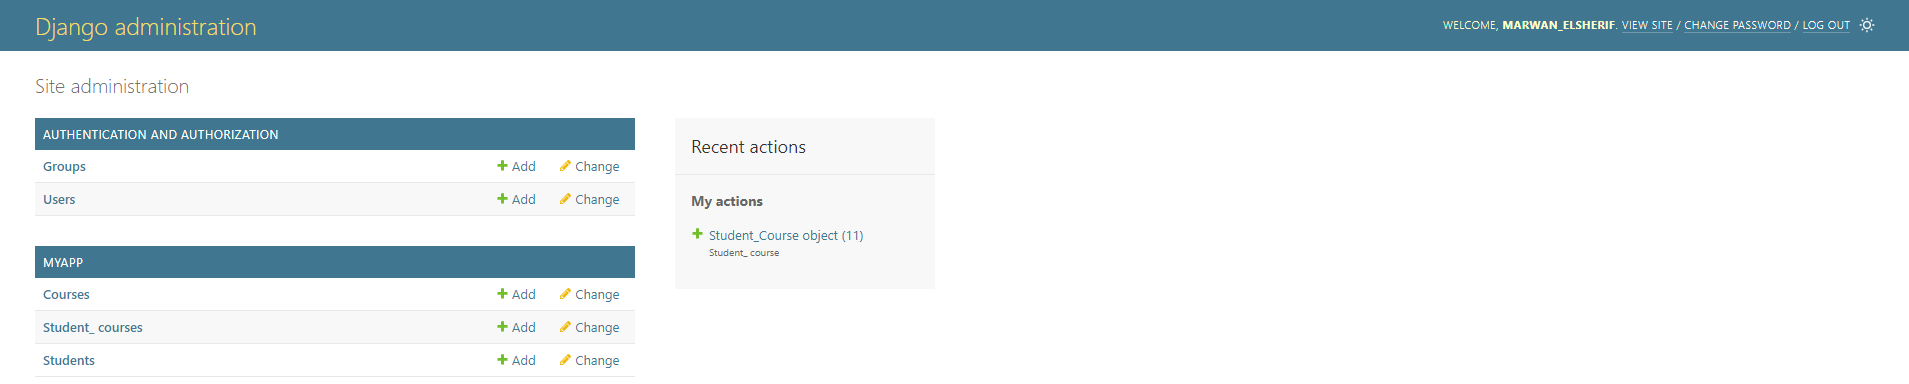 Django administration
WELCOME, MARWAN_ELSHERIF. VIEW SITE / CHANGE PASSWORD / LOG OUT
Site administration
AUTHENTICATION AND AUTHORIZATION
Groups Add Change
Users Add Change
MYAPP
Courses Add Change
Student_ courses Add Change
Students Add Change
Recent actions
My actions
Student_Course object (11)
Student_ course